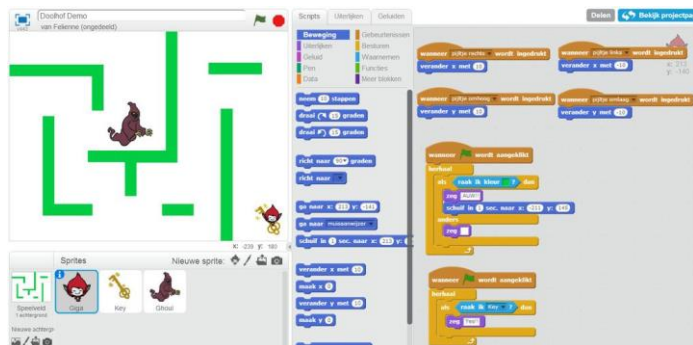 Doolhof Demo
van Felienne (ongedeeld)
X: -239 y: 180
Sprites
Nieuwe sprite:
Speelveld
1 achtergrond
Nieuwe achtergr
Giga
Key
Ghoul
Scripts
Uiterlijken
Geluiden
Delen
Bekijk projectpa
Beweging
Gebeurtenissen
Uiterlijken
Besturen
Geluid
Waarnemen
Pen
Functies
Data
Meer blokken
neem 10 stappen
draai 15 graden
draai 15 graden
richt naar 90 graden
richt naar
ga naar x: 213 y: -140
ga naar muisaanwijzer
schuif in 1 sec. naar x: 213 y:
verander x met 10
maak x 0
verander y met 10
maak y 0
wanneer pijltje rechts wordt ingedrukt
verander x met 10
wanneer pijltje links wordt ingedrukt
verander x met -10
x: 213
y: -140
wanneer pijltje omhoog wordt ingedrukt
verander y met 10
wanneer pijltje omlaag wordt ingedrukt
verander y met -10
wanneer wordt aangeklikt
herhaal
als raak ik kleur ? dan
zeg AUW!
schuif in 1 sec. naar x: -213 y: 145
anders
zeg
wanneer wordt aangeklikt
herhaal
als raak ik Key ? dan
zeg Yay!